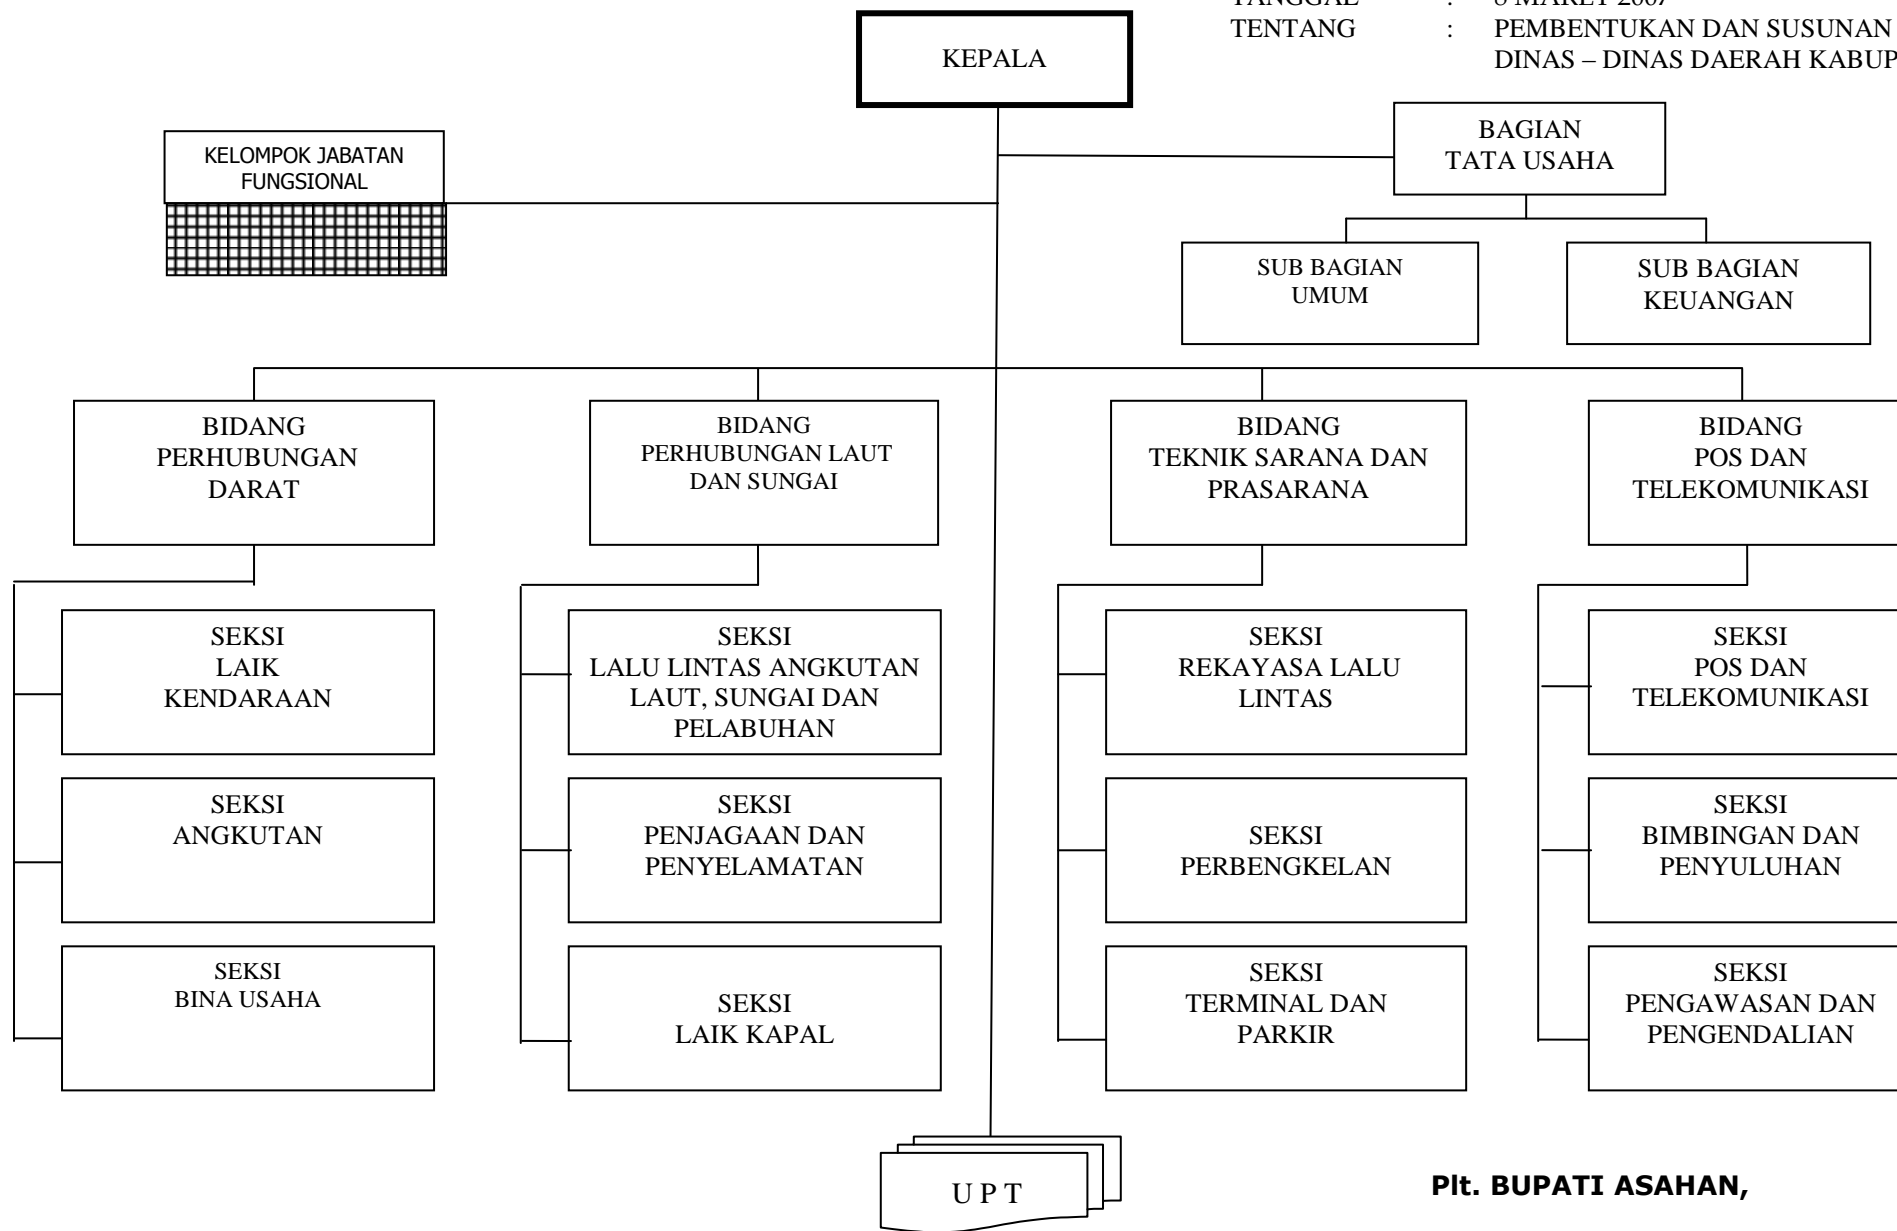 TENTANG : PEMBENTUKAN DAN SUSUNAN
DINAS – DINAS DAERAH
KEPALA
BAGIAN
TATA USAHA
KELOMPOK JABATAN
FUNGSIONAL
SUB BAGIAN
UMUM
SUB BAGIAN
KEUANGAN
BIDANG
PERHUBUNGAN
DARAT
BIDANG
PERHUBUNGAN LAUT
DAN SUNGAI
BIDANG
TEKNIK SARANA DAN
PRASARANA
BIDANG
POS DAN
TELEKOMUNIKASI
SEKSI
LAIK
KENDARAAN
SEKSI
LALU LINTAS ANGKUTAN
LAUT, SUNGAI DAN
PELABUHAN
SEKSI
REKAYASA LALU
LINTAS
SEKSI
POS DAN
TELEKOMUNIKASI
SEKSI
ANGKUTAN
SEKSI
PENJAGAAN DAN
PENYELAMATAN
SEKSI
PERBENGKELAN
SEKSI
BIMBINGAN DAN
PENYULUHAN
SEKSI
BINA USAHA
SEKSI
LAIK KAPAL
SEKSI
TERMINAL DAN
PARKIR
SEKSI
PENGAWASAN DAN
PENGENDALIAN
U P T
Plt. BUPATI ASAHAN,